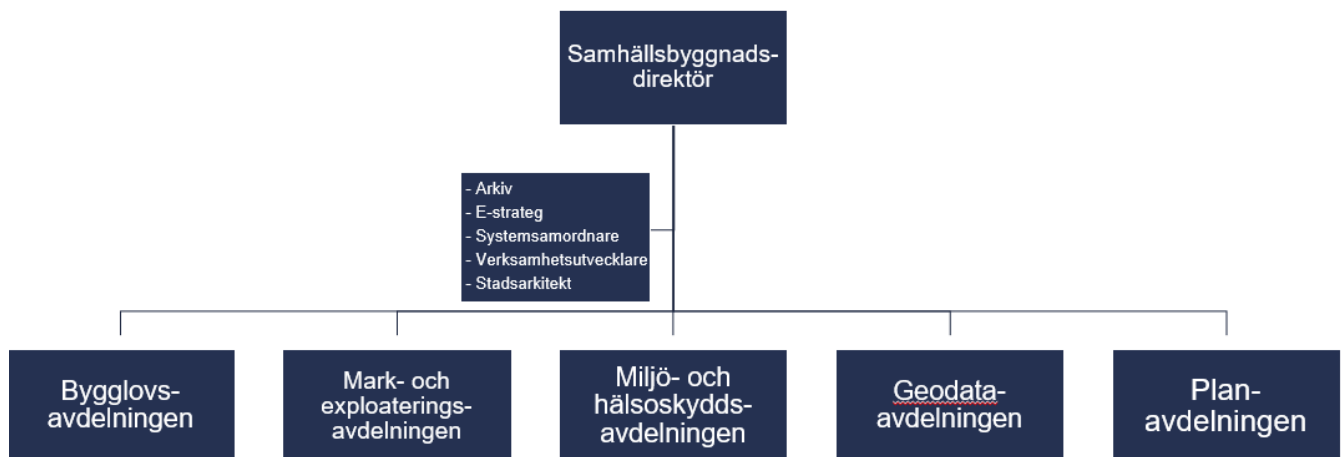 Samhällsbyggnads-
direktör
- Arkiv
- E-strateg
- Systemsamordnare
- Verksamhetsutvecklare
- Stadsarkitekt
Bygglovs-
avdelningen
Mark- och
exploaterings-
avdelningen
Miljö- och
hälsoskydds-
avdelningen
Geodata-
avdelningen
Plan-
avdelningen